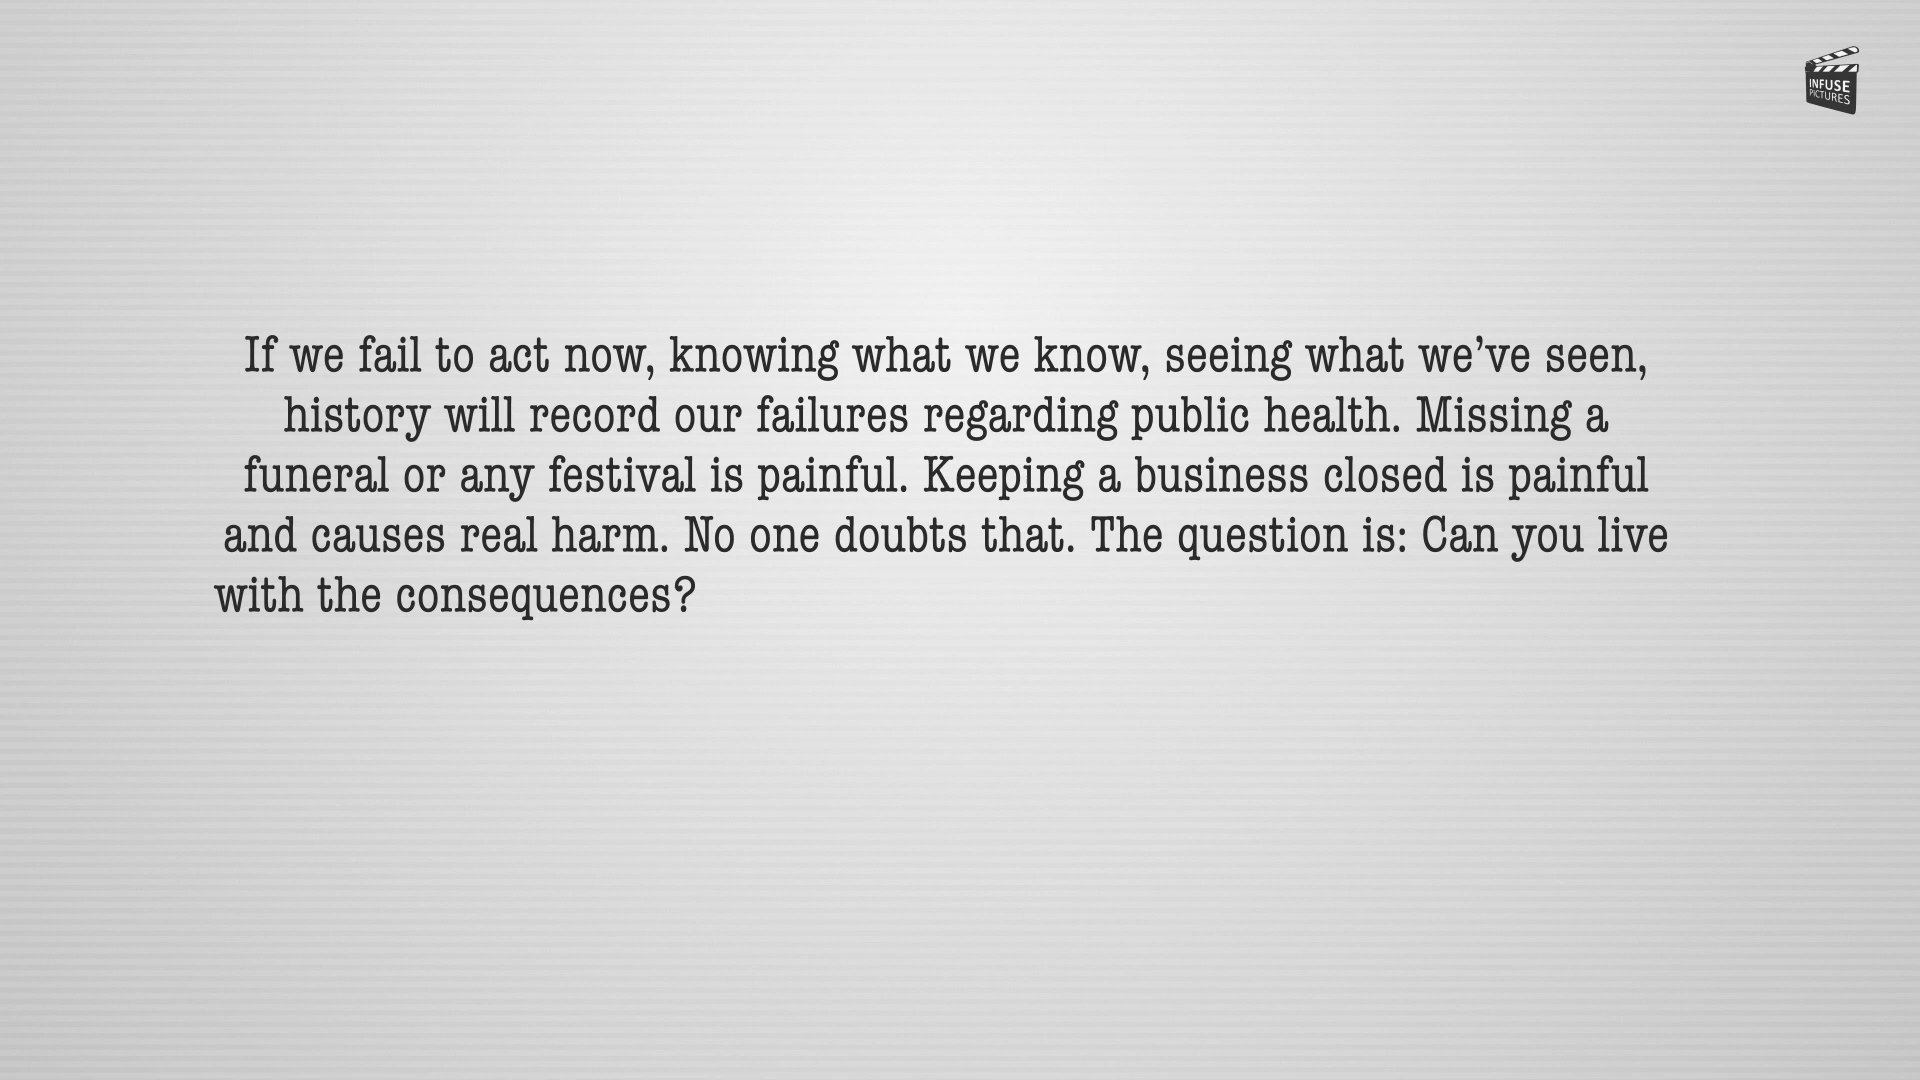 INFUSE
PICTURES
If we fail to act now, knowing what we know, seeing what we’ve seen,
history will record our failures regarding public health. Missing a
funeral or any festival is painful. Keeping a business closed is painful
and causes real harm. No one doubts that. The question is: Can you live
with the consequences?